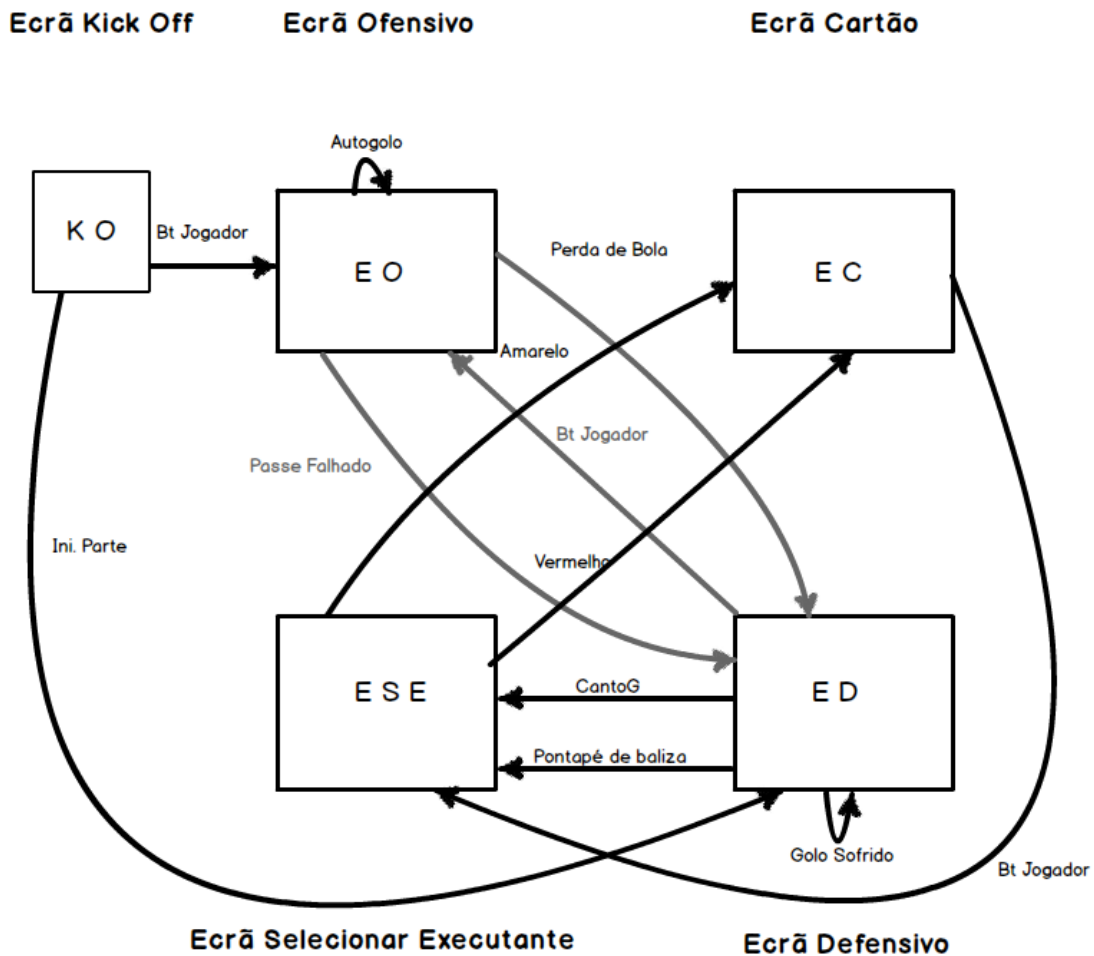 Ecrã Kick Off
Ecrã Ofensivo
Ecrã Cartão
Autogolo
K O
Bt Jogador
E O
Perda de Bola
E C
Amarelo
Bt Jogador
Passe Falhado
Ini. Parte
Vermelho
E S E
CantoG
E D
Pontapé de baliza
Golo Sofrido
Bt Jogador
Ecrã Selecionar Executante
Ecrã Defensivo